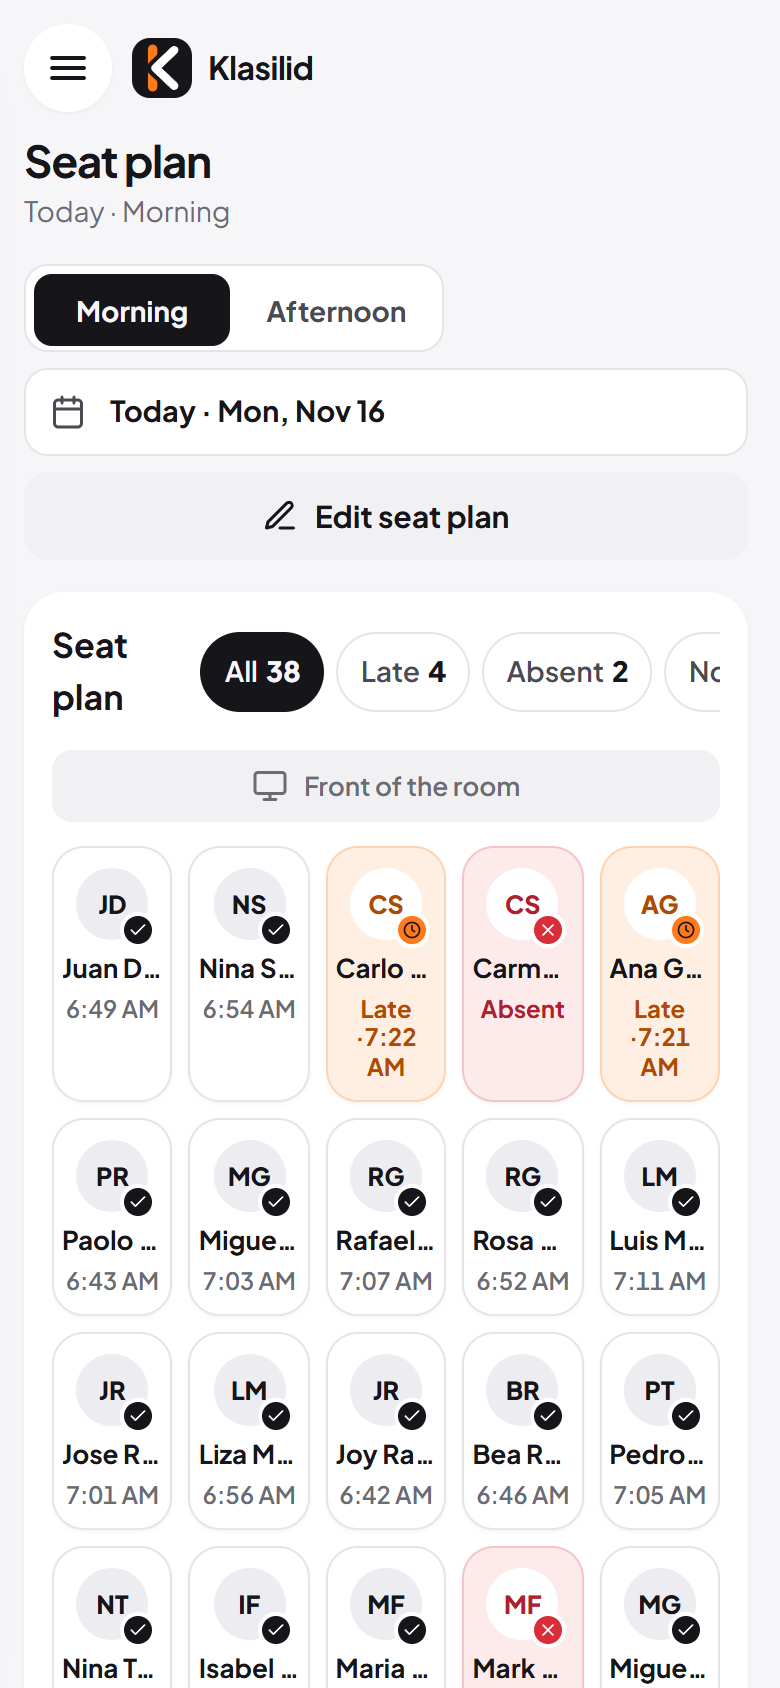 Klasilid
Seat plan
Today · Morning
Morning
Afternoon
Today · Mon, Nov 16
Edit seat plan
Seat
plan
All 38
Late 4
Absent 2
No
Front of the room
JD
NS
CS
CS
AG
Juan D...
Nina S...
Carlo ...
Carm...
Ana G...
6:49 AM
6:54 AM
Late
·7:22
AM
Absent
Late
·7:21
AM
PR
MG
RG
RG
LM
Paolo ...
Migue...
Rafael...
Rosa ...
Luis M...
6:43 AM
7:03 AM
7:07 AM
6:52 AM
7:11 AM
JR
LM
JR
BR
PT
Jose R...
Liza M...
Joy Ra...
Bea R...
Pedro...
7:01 AM
6:56 AM
6:42 AM
6:46 AM
7:05 AM
NT
IF
MF
MF
MG
Nina T...
Isabel ...
Maria ...
Mark ...
Migue...